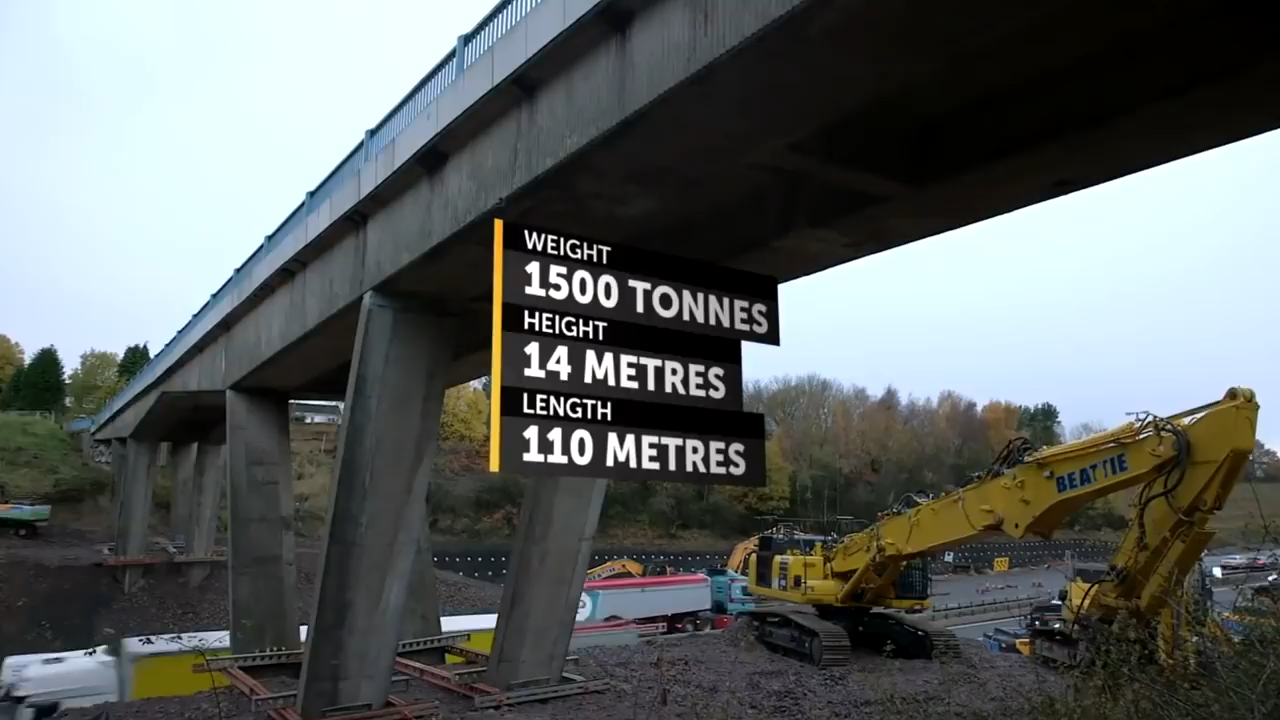 WEIGHT
1500 TONNES
HEIGHT
14 METRES
LENGTH
110 METRES
BEATTIE